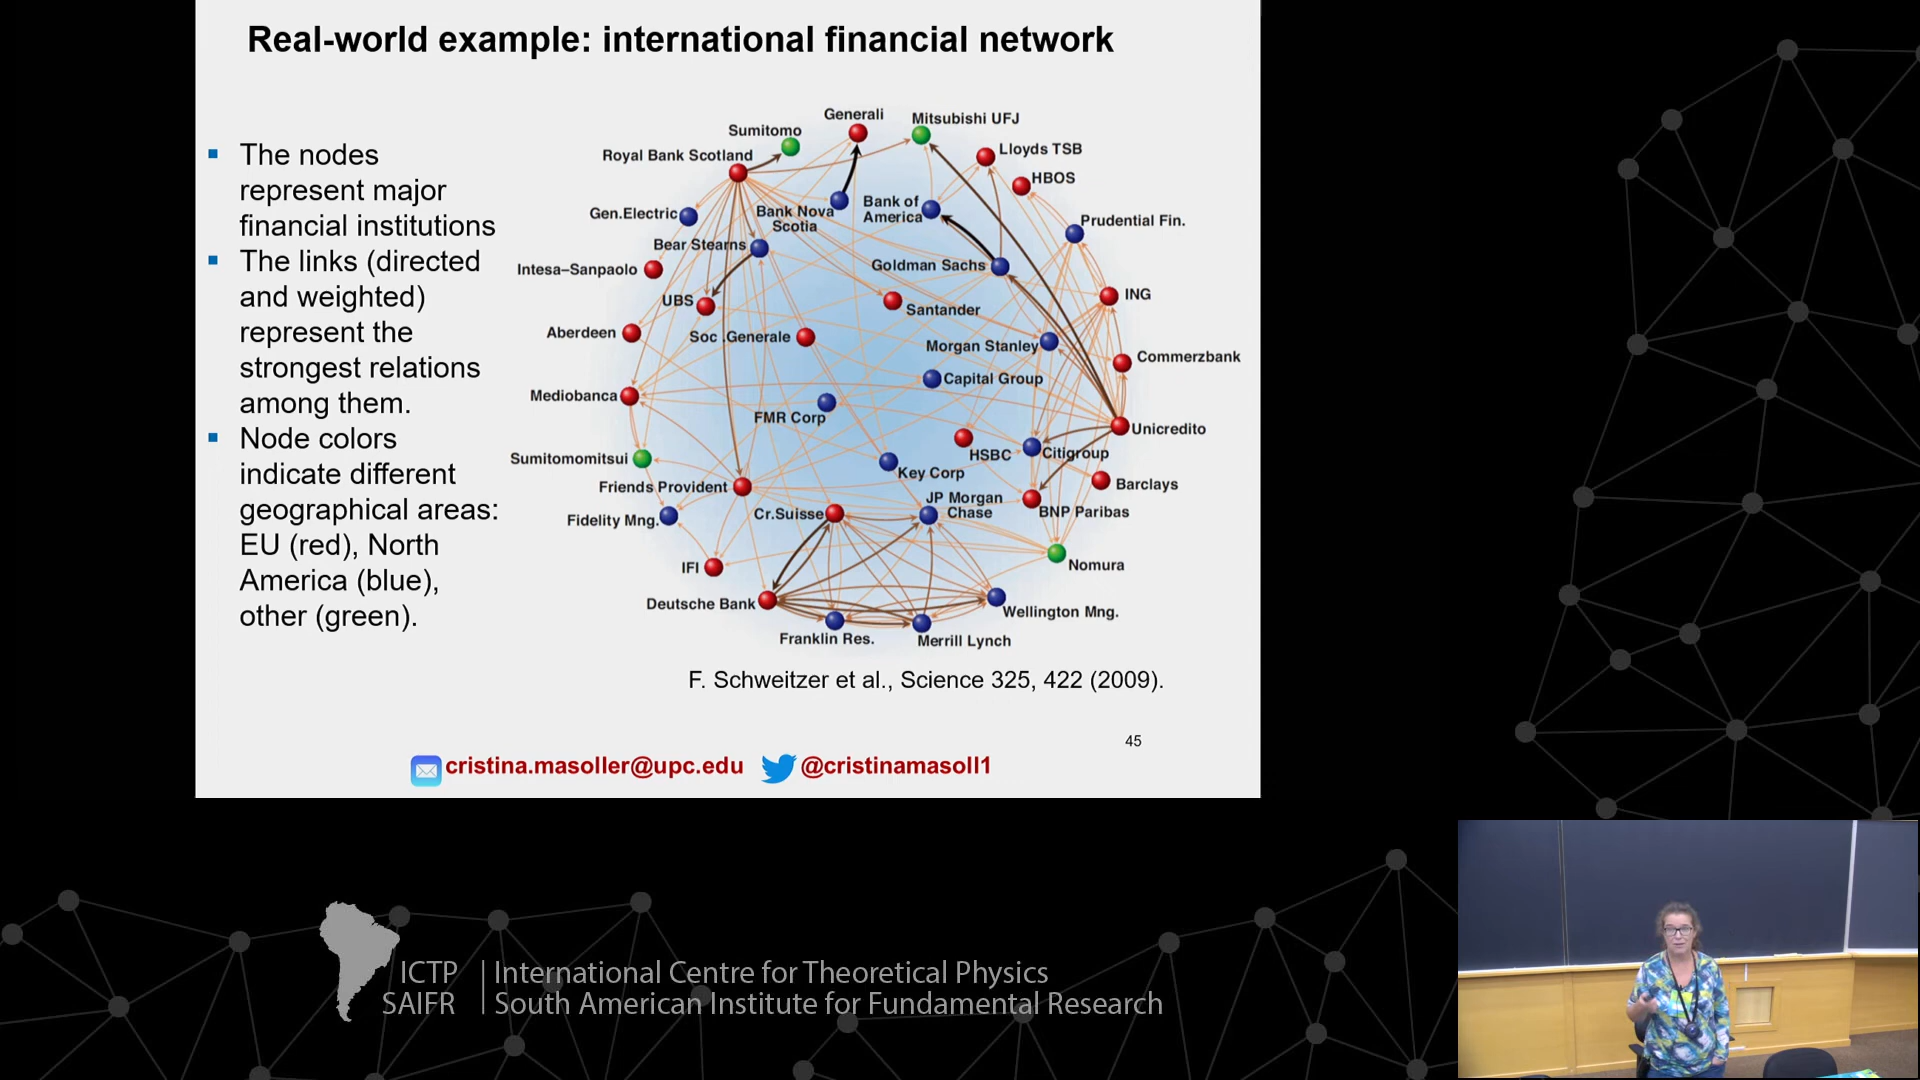 Real-world example: international financial network
The nodes
represent major
financial institutions
The links (directed
and weighted)
represent the
strongest relations
among them.
Node colors
indicate different
geographical areas:
EU (red), North
America (blue),
other (green).
Generali
Mitsubishi UFJ
Sumitomo
Lloyds TSB
Royal Bank Scotland
HBOS
Gen.Electric
Bank Nova
Scotia
Bank of
America
Prudential Fin.
Bear Stearns
Intesa–Sanpaolo
Goldman Sachs
UBS
Santander
ING
Aberdeen
Soc .Generale
Morgan Stanley
Commerzbank
Capital Group
Mediobanca
FMR Corp
Unicredito
Sumitomomitsui
HSBC
Citigroup
Key Corp
Friends Provident
Barclays
Fidelity Mng.
Cr.Suisse
JP Morgan
Chase
BNP Paribas
IFI
Nomura
Deutsche Bank
Wellington Mng.
Franklin Res.
Merrill Lynch
F. Schweitzer et al., Science 325, 422 (2009).
45
cristina.masoller@upc.edu
@cristinamasoll1
ICTP
SAIFR
International Centre for Theoretical Physics
South American Institute for Fundamental Research